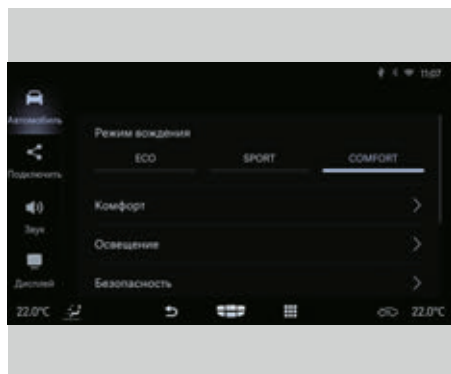 11:07
Автомобиль
Режим вождения
ECO SPORT COMFORT
Подключить
Комфорт
Звук
Освещение
Дисплей
Безопасность
22.0°C 22.0°C